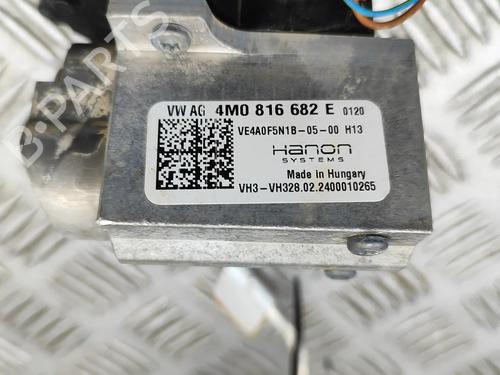 VW AG 4M0 816 682 E 0120
VE4A0F5N1B-05-00 H13
Hanon
SYSTEMS
Made in Hungary
VH3-VH328.02.2400010265